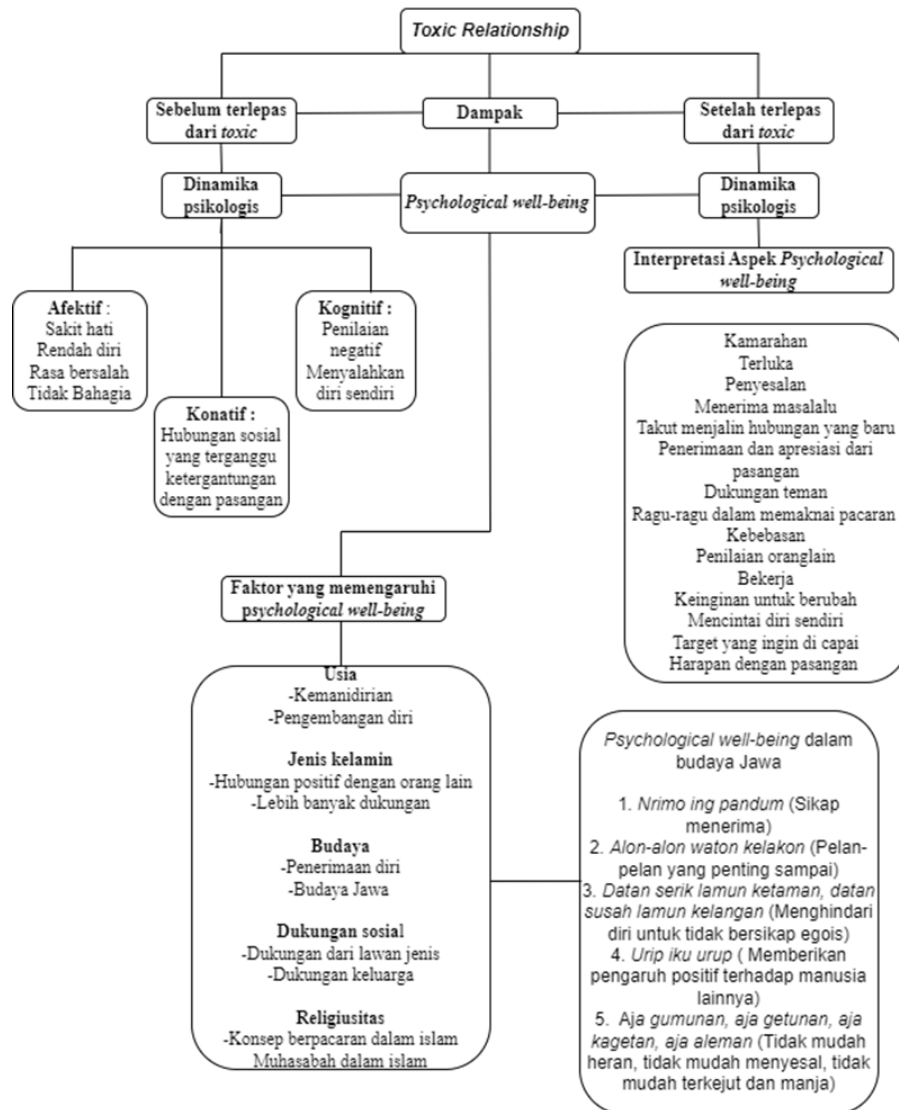 Toxic Relationship
Sebelum terlepas
dari toxic
Dampak
Setelah terlepas
dari toxic
Dinamika
psikologis
Psychological well-being
Dinamika
psikologis
Interpretasi Aspek Psychological
well-being
Afektif :
Sakit hati
Rendah diri
Rasa bersalah
Tidak Bahagia
Konatif :
Hubungan sosial
yang terganggu
ketergantungan
dengan pasangan
Kognitif :
Penilaian
negatif
Menyalahkan
diri sendiri
Kamarahan
Terluka
Penyesalan
Menerima masalalu
Takut menjalin hubungan yang baru
Penerimaan dan apresiasi dari
pasangan
Dukungan teman
Ragu-ragu dalam memaknai pacaran
Kebebasan
Penilaian oranglain
Bekerja
Keinginan untuk berubah
Mencintai diri sendiri
Target yang ingin di capai
Harapan dengan pasangan
Faktor yang memengaruhi
psychological well-being
Usia
-Kemanidirian
-Pengembangan diri
Jenis kelamin
-Hubungan positif dengan orang lain
-Lebih banyak dukungan
Budaya
-Penerimaan diri
-Budaya Jawa
Dukungan sosial
-Dukungan dari lawan jenis
-Dukungan keluarga
Religiusitas
-Konsep berpacaran dalam islam
Muhasabah dalam islam
Psychological well-being dalam
budaya Jawa
1. Nrimo ing pandum (Sikap
menerima)
2. Alon-alon waton kelakon (Pelan-
pelan yang penting sampai)
3. Datan serik lamun ketaman, datan
susah lamun kelangan (Menghindari
diri untuk tidak bersikap egois)
4. Urip iku urup ( Memberikan
pengaruh positif terhadap manusia
lainnya)
5. Aja gumunan, aja getunan, aja
kagetan, aja aleman (Tidak mudah
heran, tidak mudah menyesal, tidak
mudah terkejut dan manja)